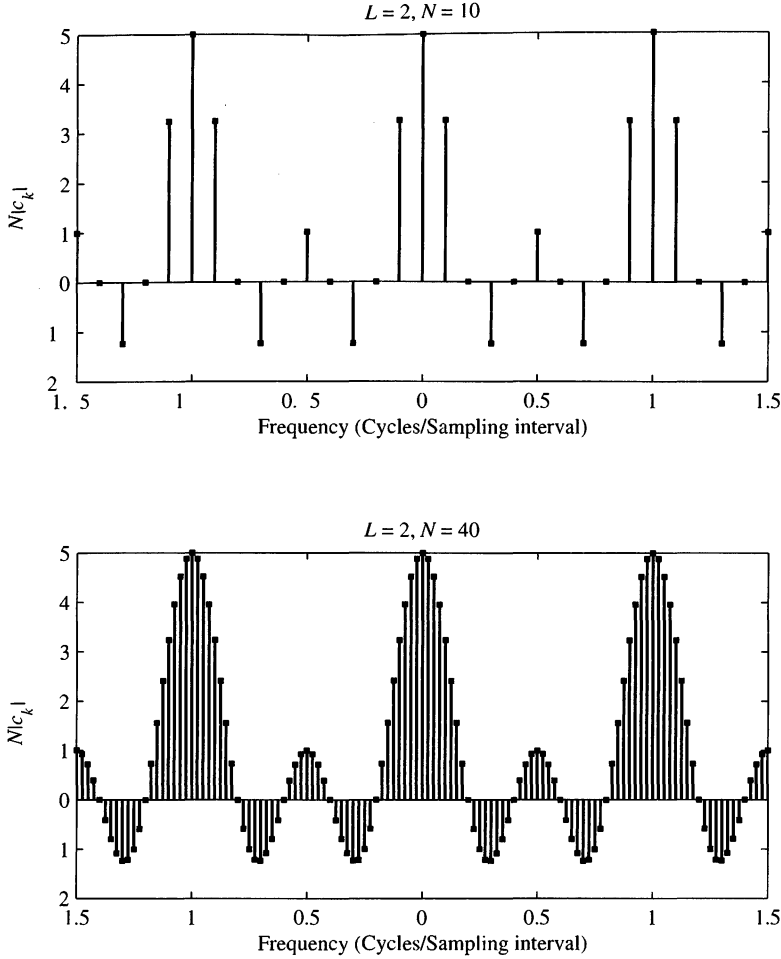 L = 2, N = 10
5
4
3
2
1
0
1
2
N|c_k|
1. 5 1 0. 5 0 0.5 1 1.5
Frequency (Cycles/Sampling interval)
L = 2, N = 40
5
4
3
2
1
0
1
2
N|c_k|
1.5 1 0.5 0 0.5 1 1.5
Frequency (Cycles/Sampling interval)